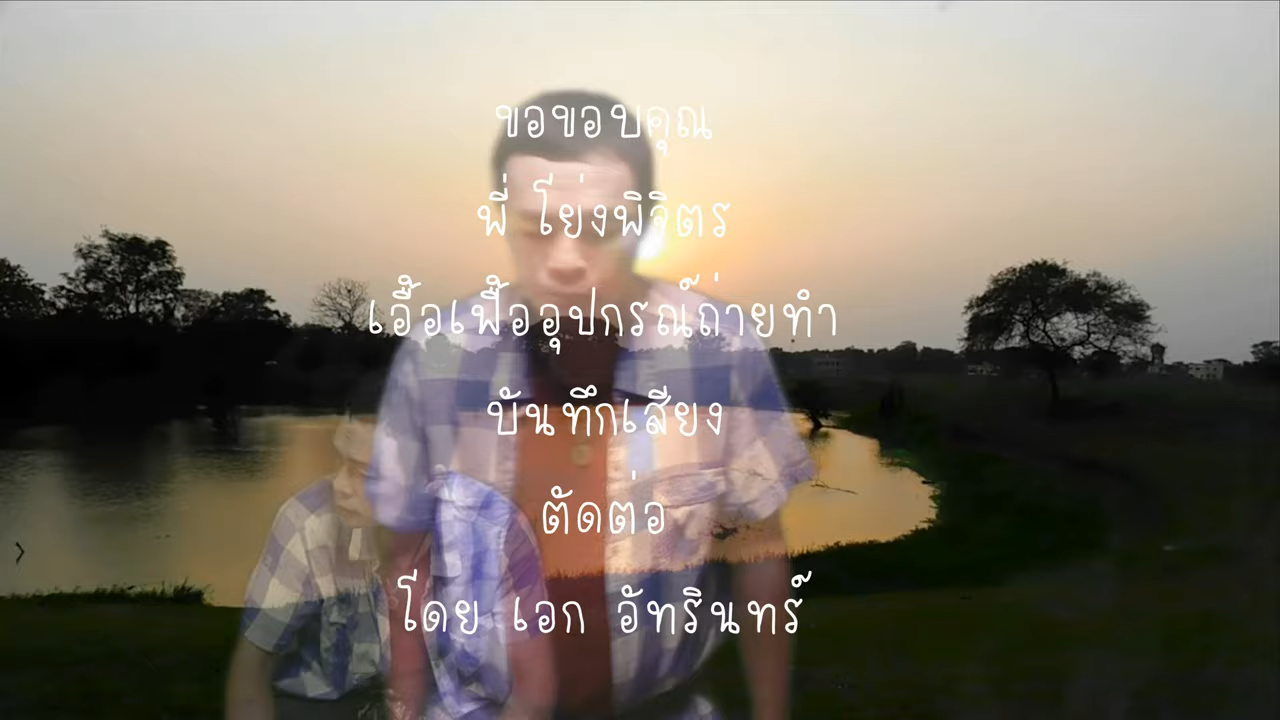 ขอขอบคุณ
พี่ โย่งพิจิตร
เอื้อเฟื้ออุปกรณ์ถ่ายทำ
บันทึกเสียง
ตัดต่อ
โดย เอก อัทรินทร์